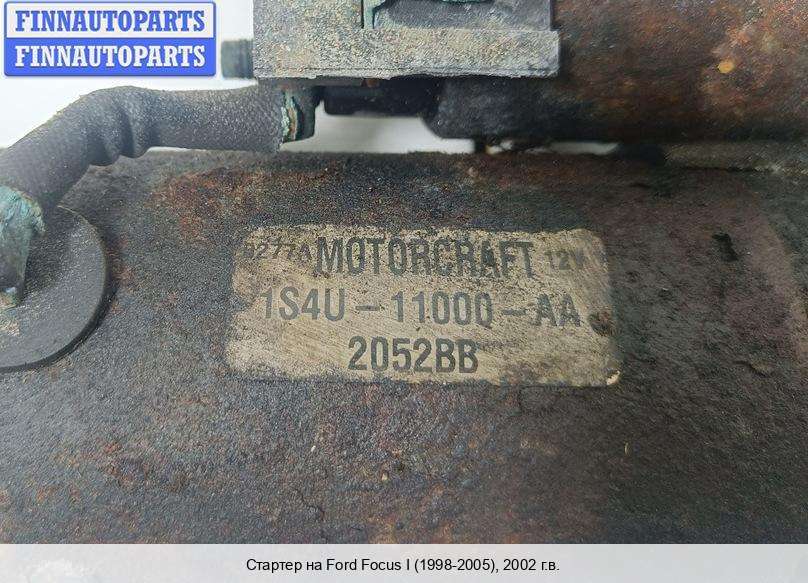 FINNAUTOPARTS
FINNAUTOPARTS
MOTORCRAFT 12V
1S4U-11000-AA
2052BB
Стартер на Ford Focus I (1998-2005), 2002 г.в.